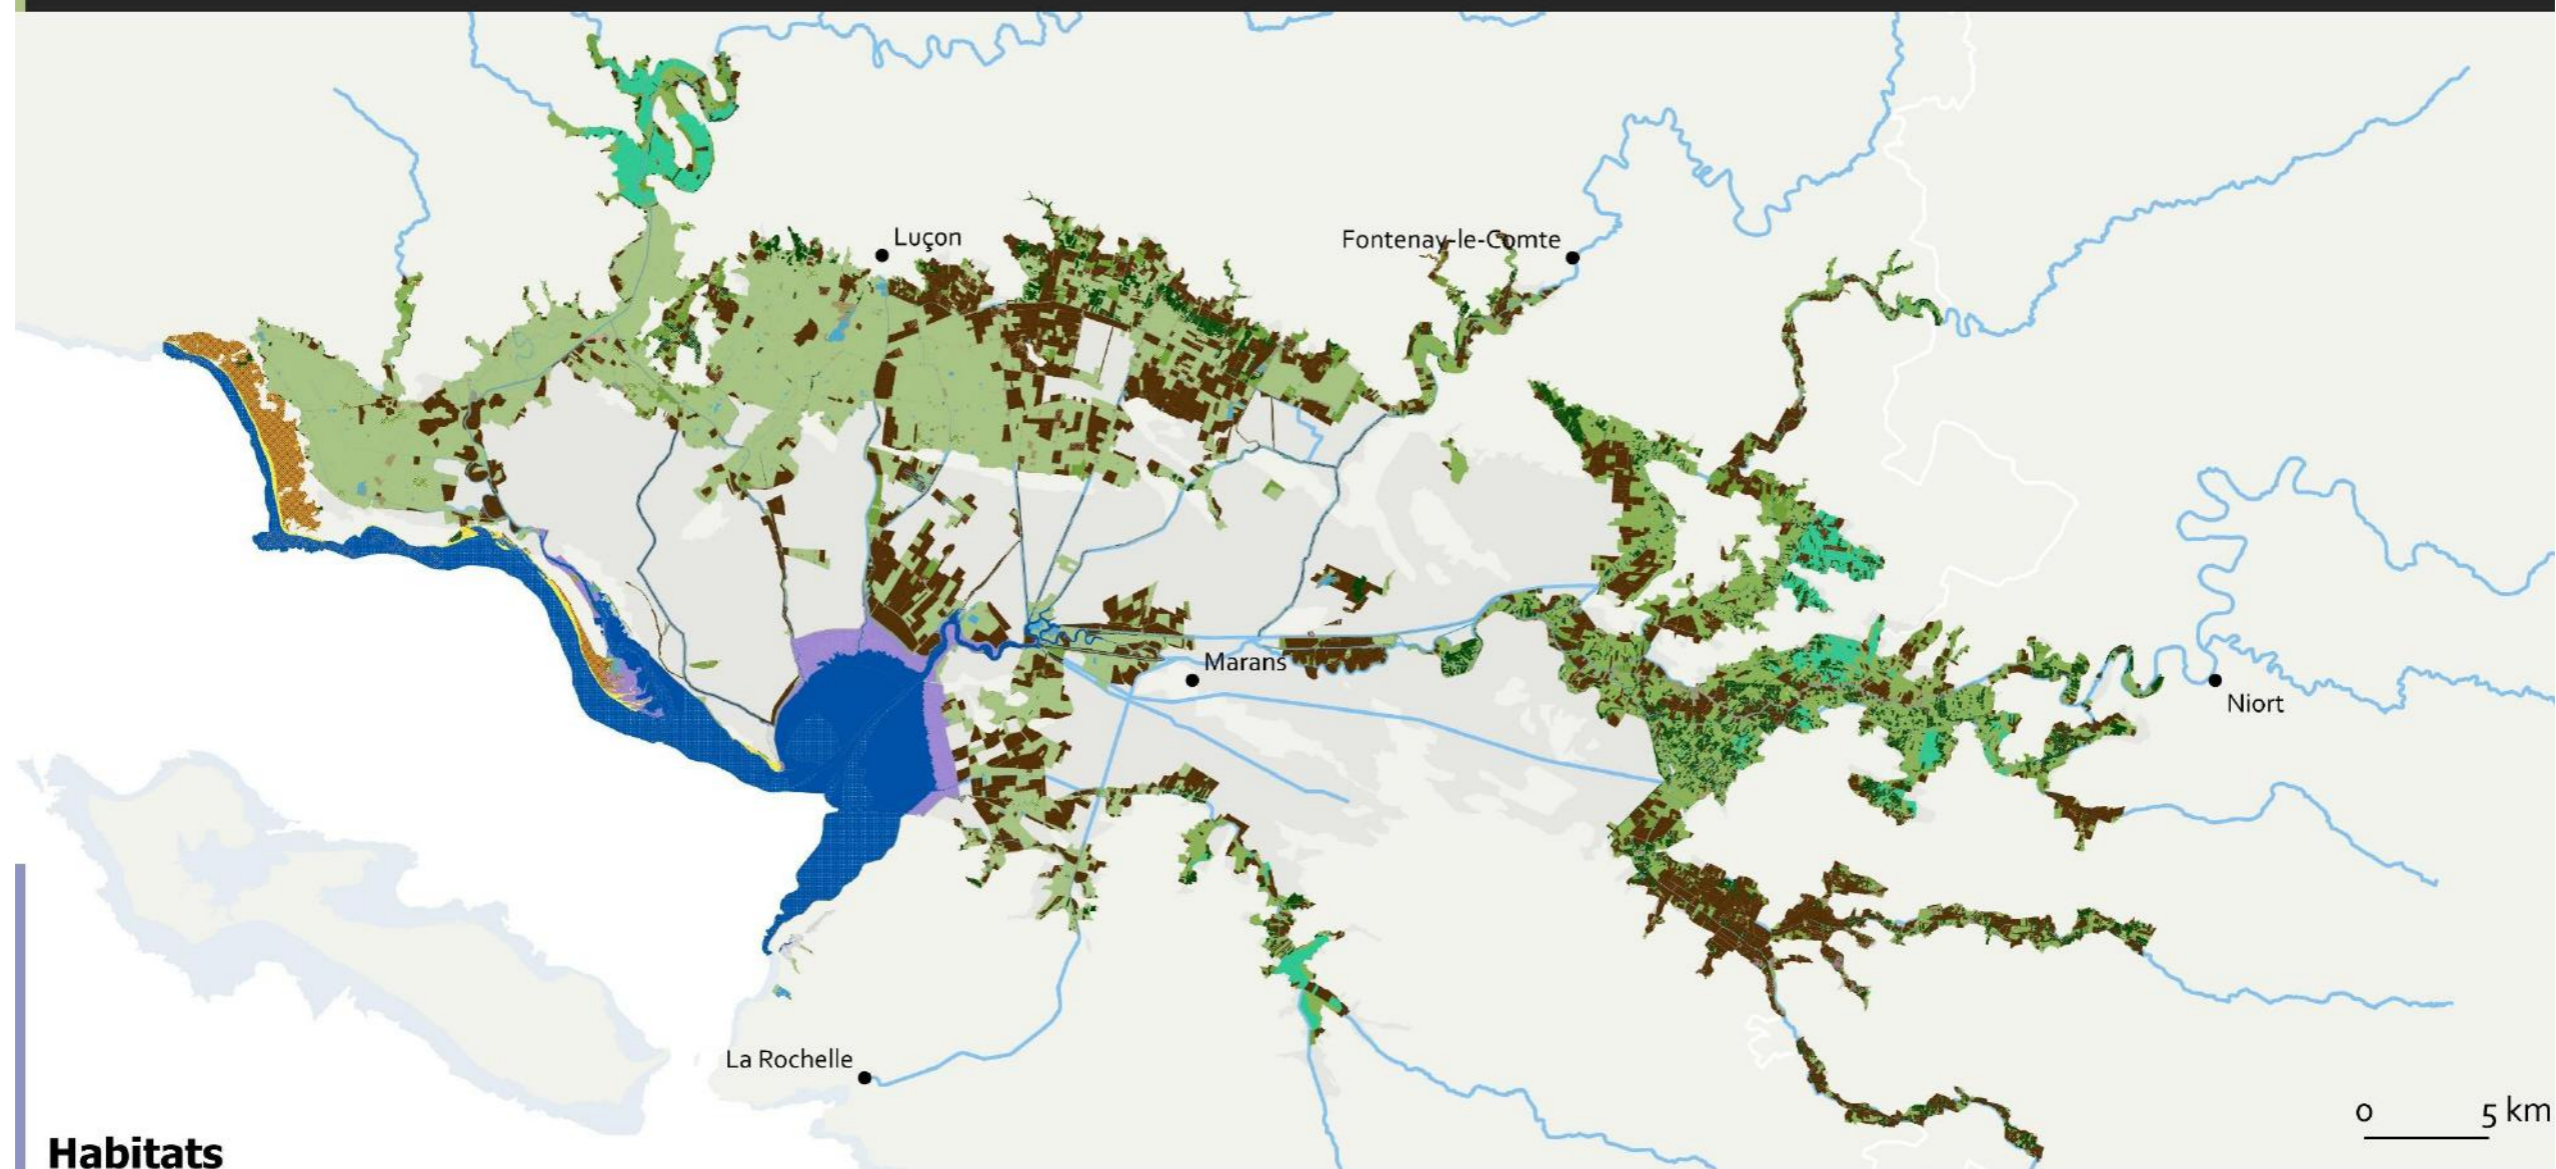 Luçon
Fontenay-le-Comte
Marans
Niort
La Rochelle
0 5 km
Habitats